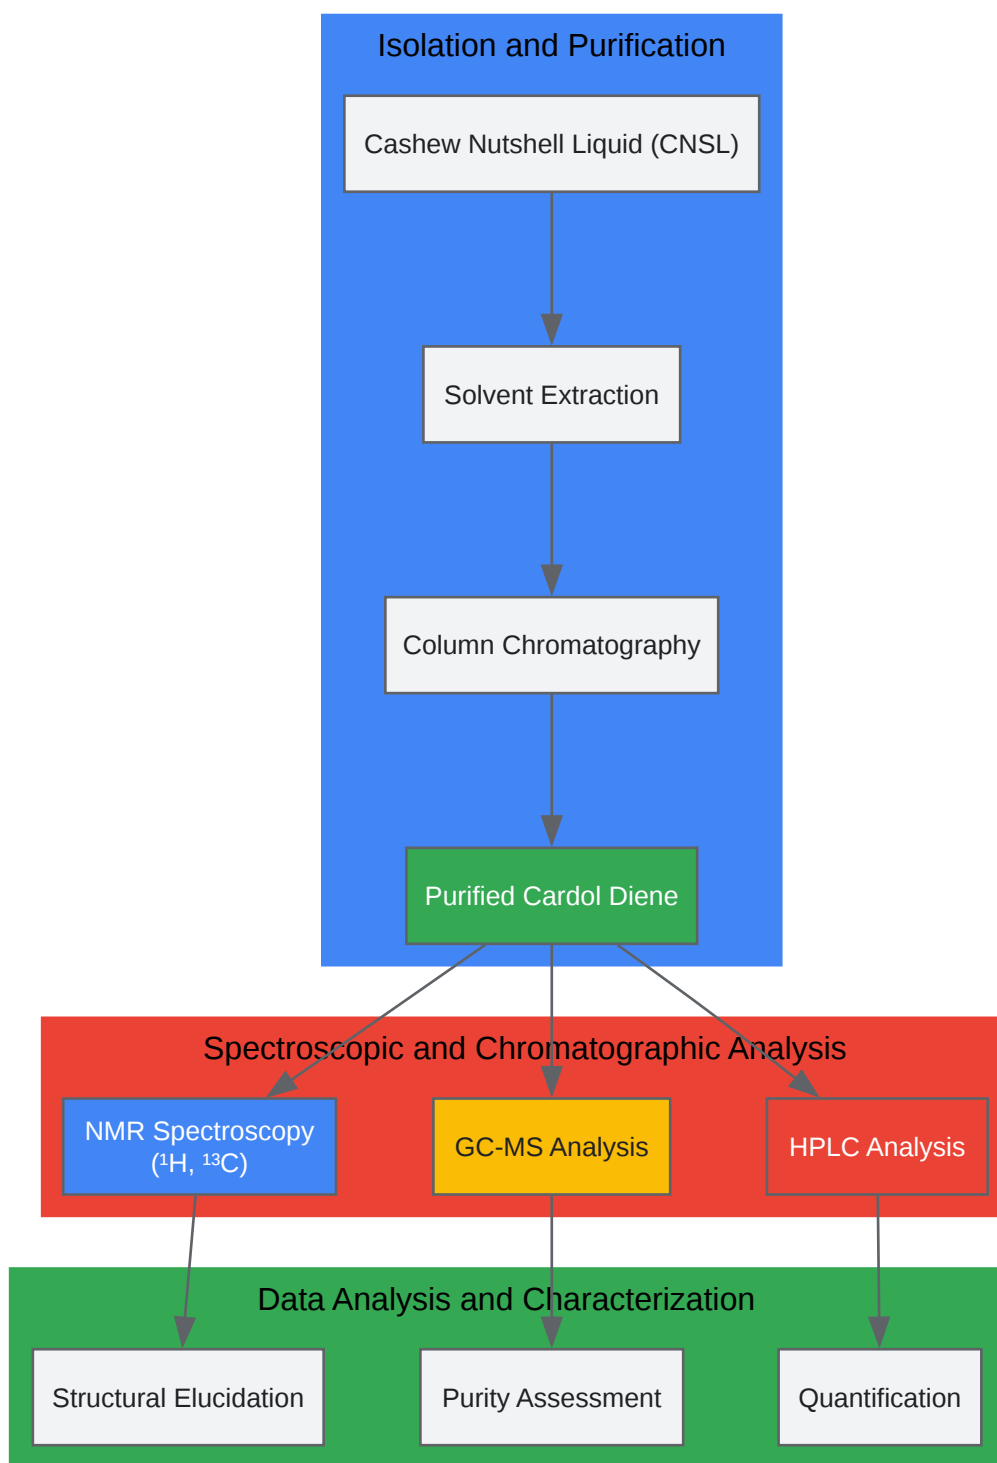 Isolation and Purification
Cashew Nutshell Liquid (CNSL)
Solvent Extraction
Column Chromatography
Purified Cardol Diene
Spectroscopic and Chromatographic Analysis
NMR Spectroscopy
(¹H, ¹³C)
GC-MS Analysis
HPLC Analysis
Data Analysis and Characterization
Structural Elucidation
Purity Assessment
Quantification